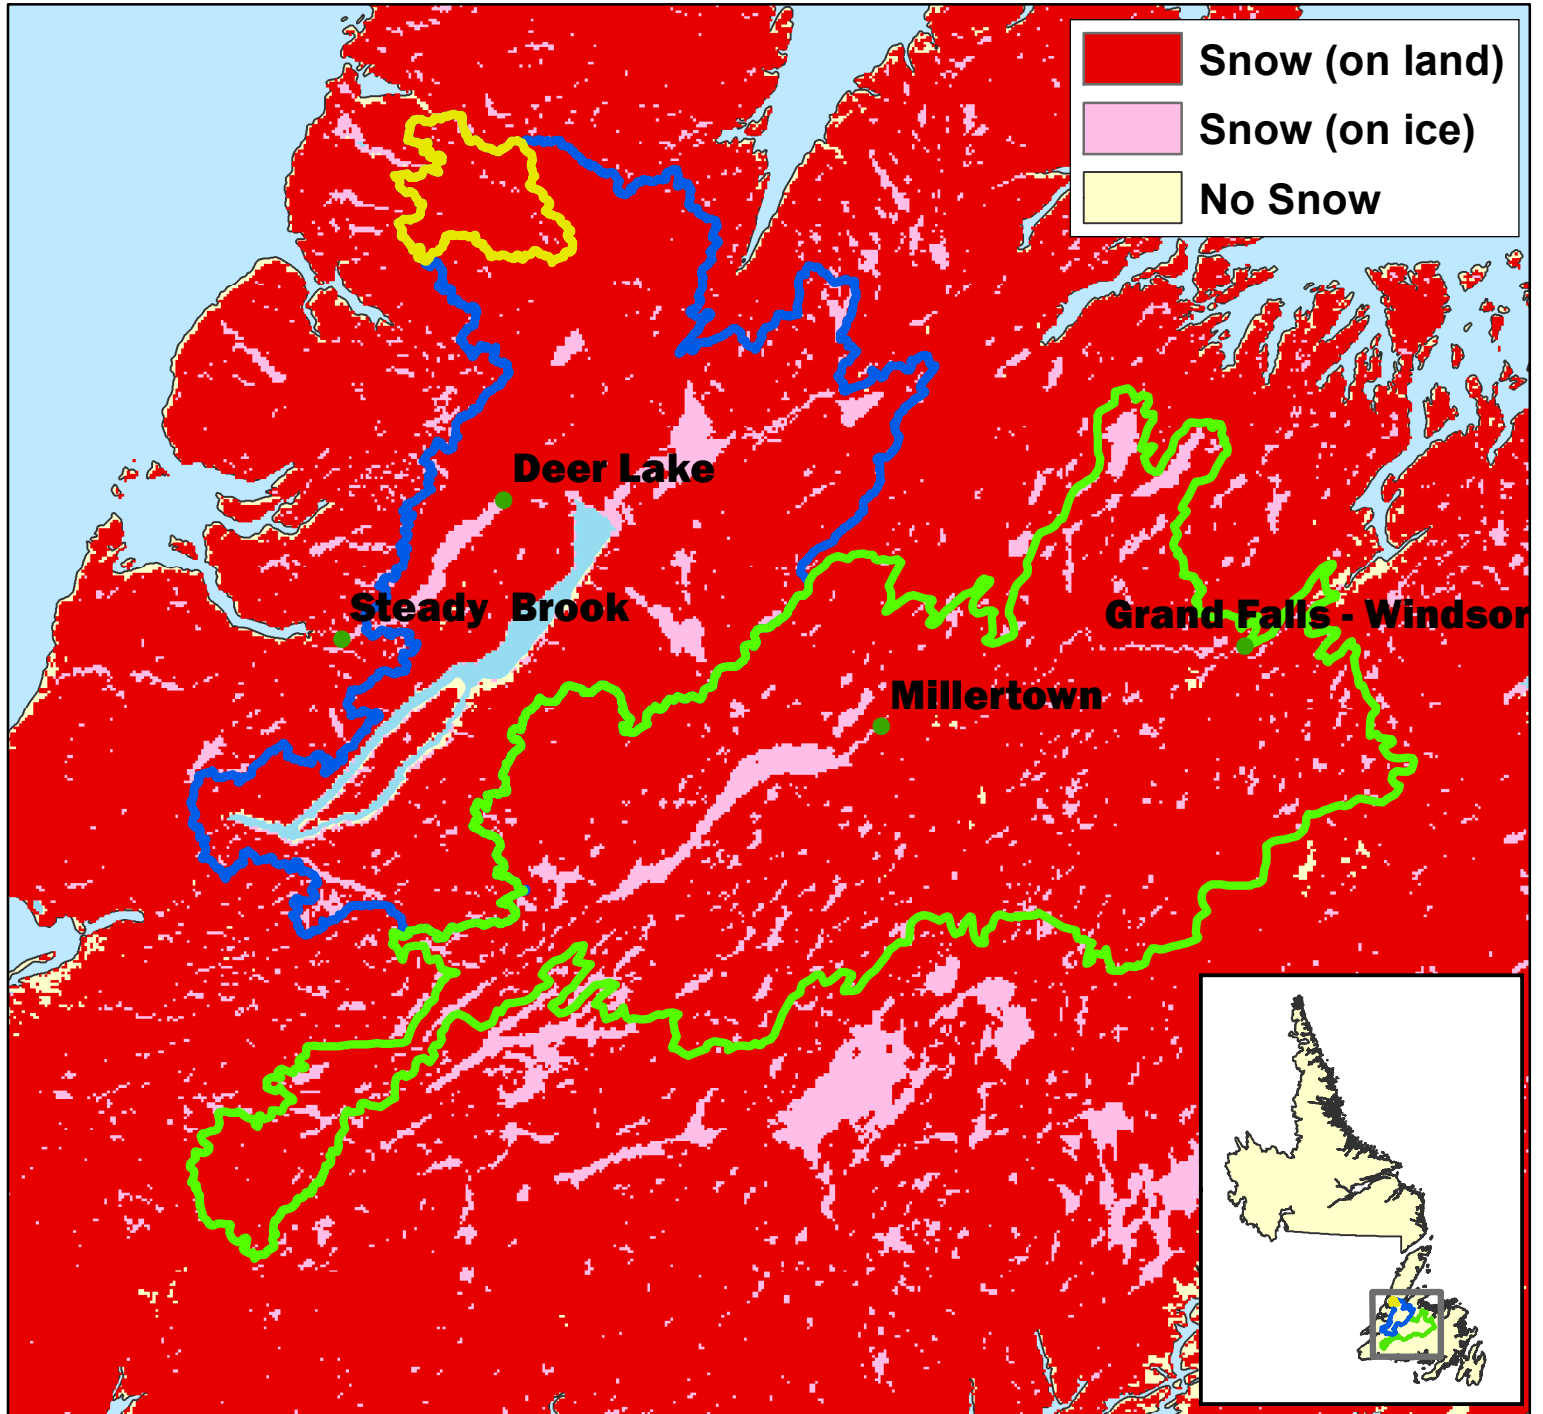 Snow (on land)
Snow (on ice)
No Snow
Deer Lake
Steady Brook
Grand Falls - Windsor
Millertown